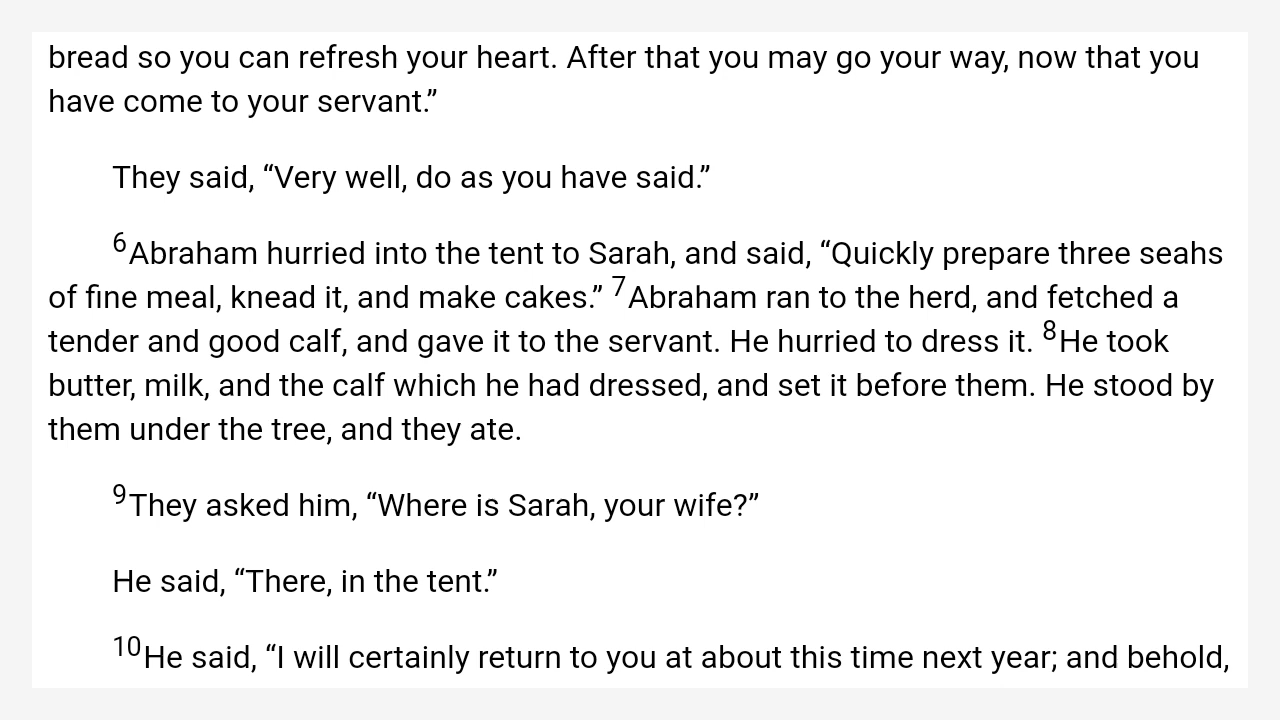 bread so you can refresh your heart. After that you may go your way, now that you
have come to your servant.”
They said, “Very well, do as you have said.”
6Abraham hurried into the tent to Sarah, and said, “Quickly prepare three seahs
of fine meal, knead it, and make cakes.” 7Abraham ran to the herd, and fetched a
tender and good calf, and gave it to the servant. He hurried to dress it. 8He took
butter, milk, and the calf which he had dressed, and set it before them. He stood by
them under the tree, and they ate.
9They asked him, “Where is Sarah, your wife?”
He said, “There, in the tent.”
10He said, “I will certainly return to you at about this time next year; and behold,